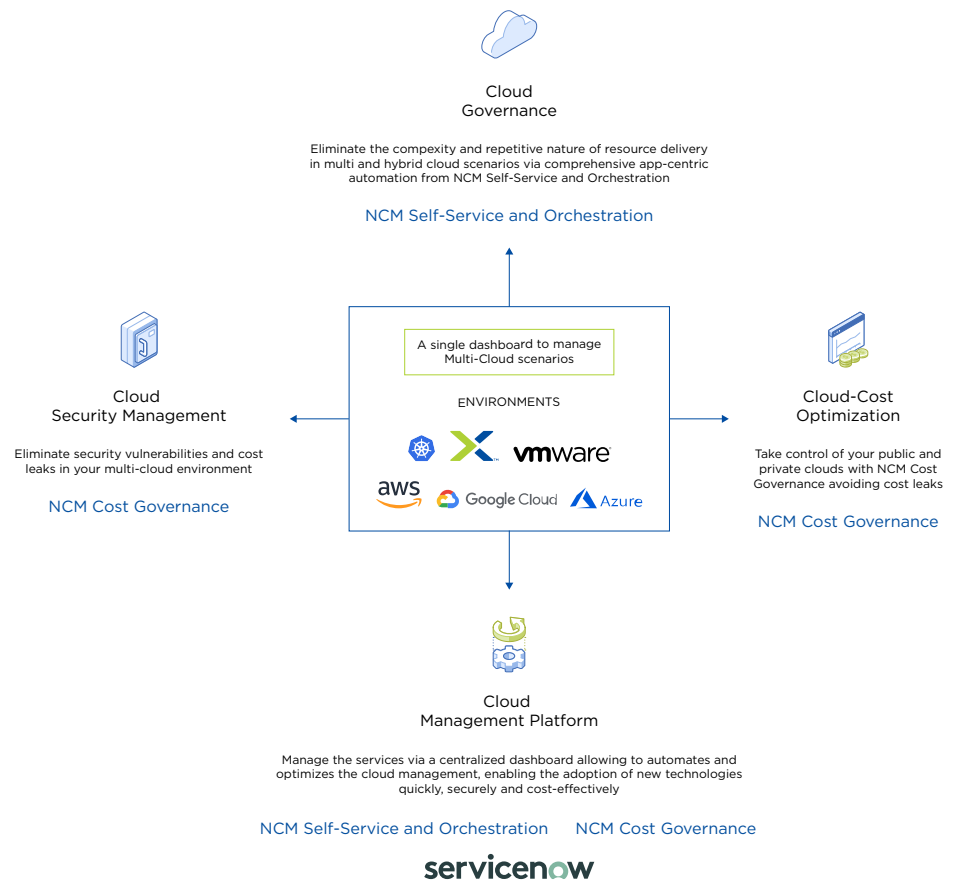 Cloud
Governance
Eliminate the compexity and repetitive nature of resource delivery
in multi and hybrid cloud scenarios via comprehensive app-centric
automation from NCM Self-Service and Orchestration
NCM Self-Service and Orchestration
A single dashboard to manage
Multi-Cloud scenarios
ENVIRONMENTS
vmware
aws
Google Cloud
Azure
Cloud
Security Management
Eliminate security vulnerabilities and cost
leaks in your multi-cloud environment
NCM Cost Governance
Cloud-Cost
Optimization
Take control of your public and
private clouds with NCM Cost
Governance avoiding cost leaks
NCM Cost Governance
Cloud
Management Platform
Manage the services via a centralized dashboard allowing to automates and
optimizes the cloud management, enabling the adoption of new technologies
quickly, securely and cost-effectively
NCM Self-Service and Orchestration
NCM Cost Governance
servicenow